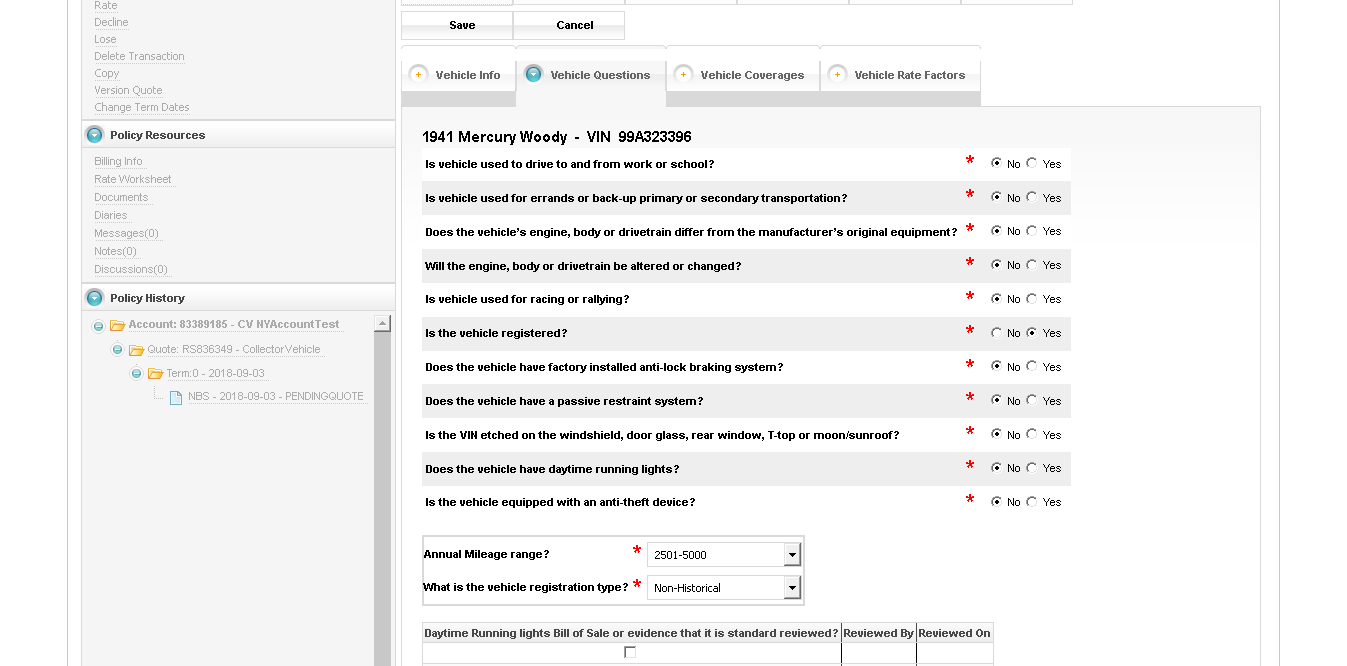 Rate
Decline
Lose
Delete Transaction
Copy
Version Quote
Change Term Dates
Policy Resources
Billing Info
Rate Worksheet
Documents
Diaries
Messages(0)
Notes(0)
Discussions(0)
Policy History
Account: 83389185 - CV NYAccountTest
Quote: RS836349 - CollectorVehicle
Term:0 - 2018-09-03
NBS - 2018-09-03 - PENDINGQUOTE
Save Cancel
Vehicle Info Vehicle Questions Vehicle Coverages Vehicle Rate Factors
1941 Mercury Woody - VIN 99A323396
Is vehicle used to drive to and from work or school? * No Yes
Is vehicle used for errands or back-up primary or secondary transportation? * No Yes
Does the vehicle's engine, body or drivetrain differ from the manufacturer's original equipment? * No Yes
Will the engine, body or drivetrain be altered or changed? * No Yes
Is vehicle used for racing or rallying? * No Yes
Is the vehicle registered? * No Yes
Does the vehicle have factory installed anti-lock braking system? * No Yes
Does the vehicle have a passive restraint system? * No Yes
Is the VIN etched on the windshield, door glass, rear window, T-top or moon/sunroof? * No Yes
Does the vehicle have daytime running lights? * No Yes
Is the vehicle equipped with an anti-theft device? * No Yes
Annual Mileage range? * 2501-5000
What is the vehicle registration type? * Non-Historical
Daytime Running lights Bill of Sale or evidence that it is standard reviewed? Reviewed By Reviewed On